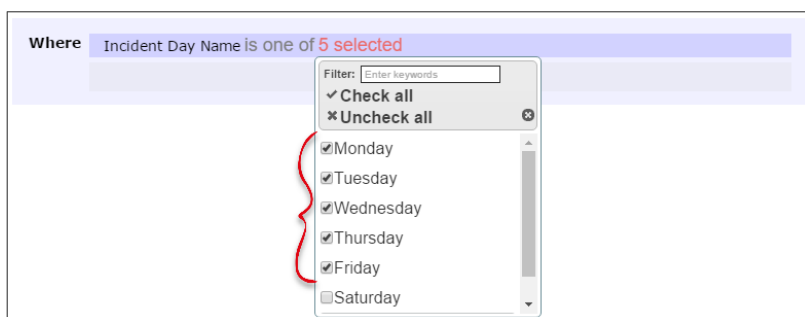 Where Incident Day Name is one of 5 selected
Filter: Enter keywords
Check all
Uncheck all
Monday
Tuesday
Wednesday
Thursday
Friday
Saturday